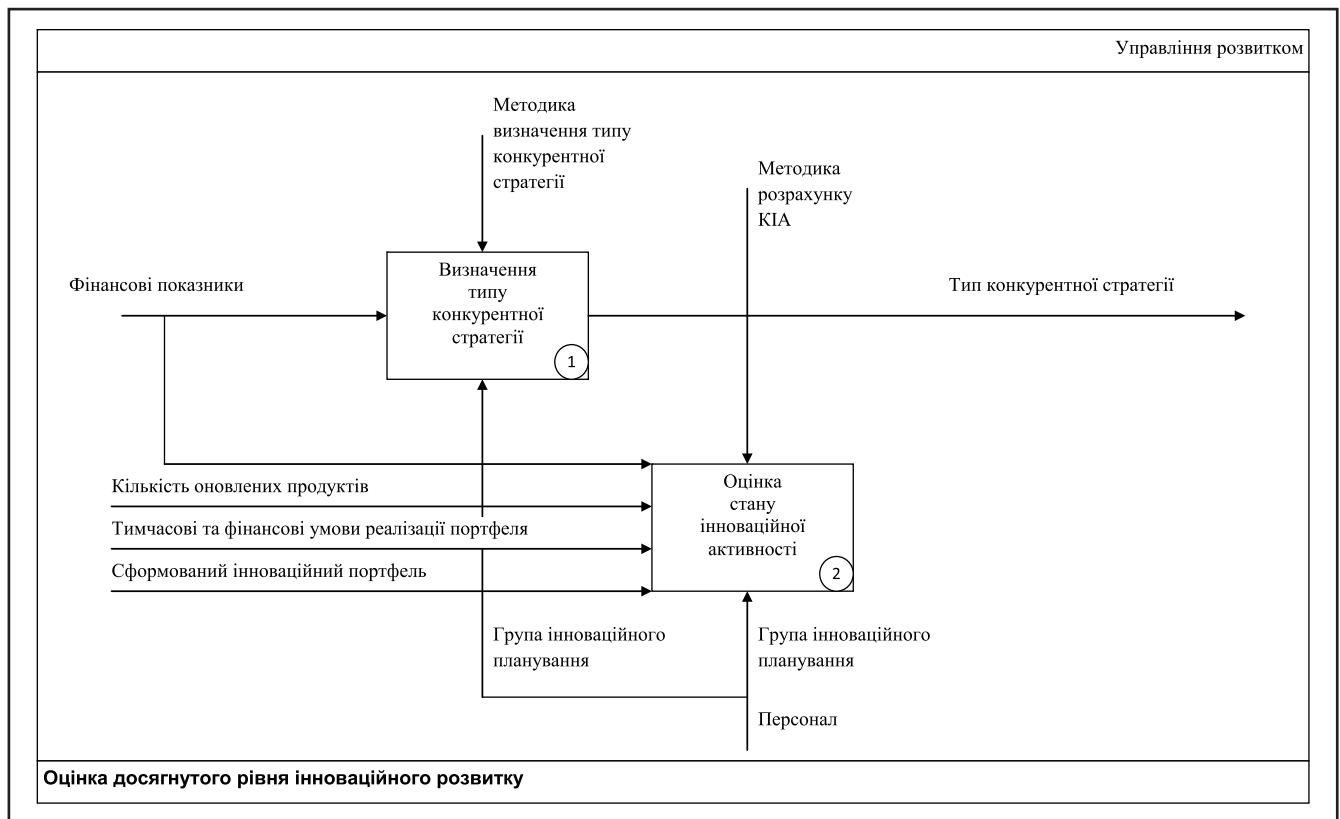 Управління розвитком
Методика
визначення типу
конкурентної
стратегії
Методика
розрахунку
КІА
Фінансові показники
Визначення
типу
конкурентної
стратегії
1
Тип конкурентної стратегії
Кількість оновлених продуктів
Тимчасові та фінансові умови реалізації портфеля
Сформований інноваційний портфель
Оцінка
стану
інноваційної
активності
2
Група інноваційного
планування
Група інноваційного
планування
Персонал
Оцінка досягнутого рівня інноваційного розвитку